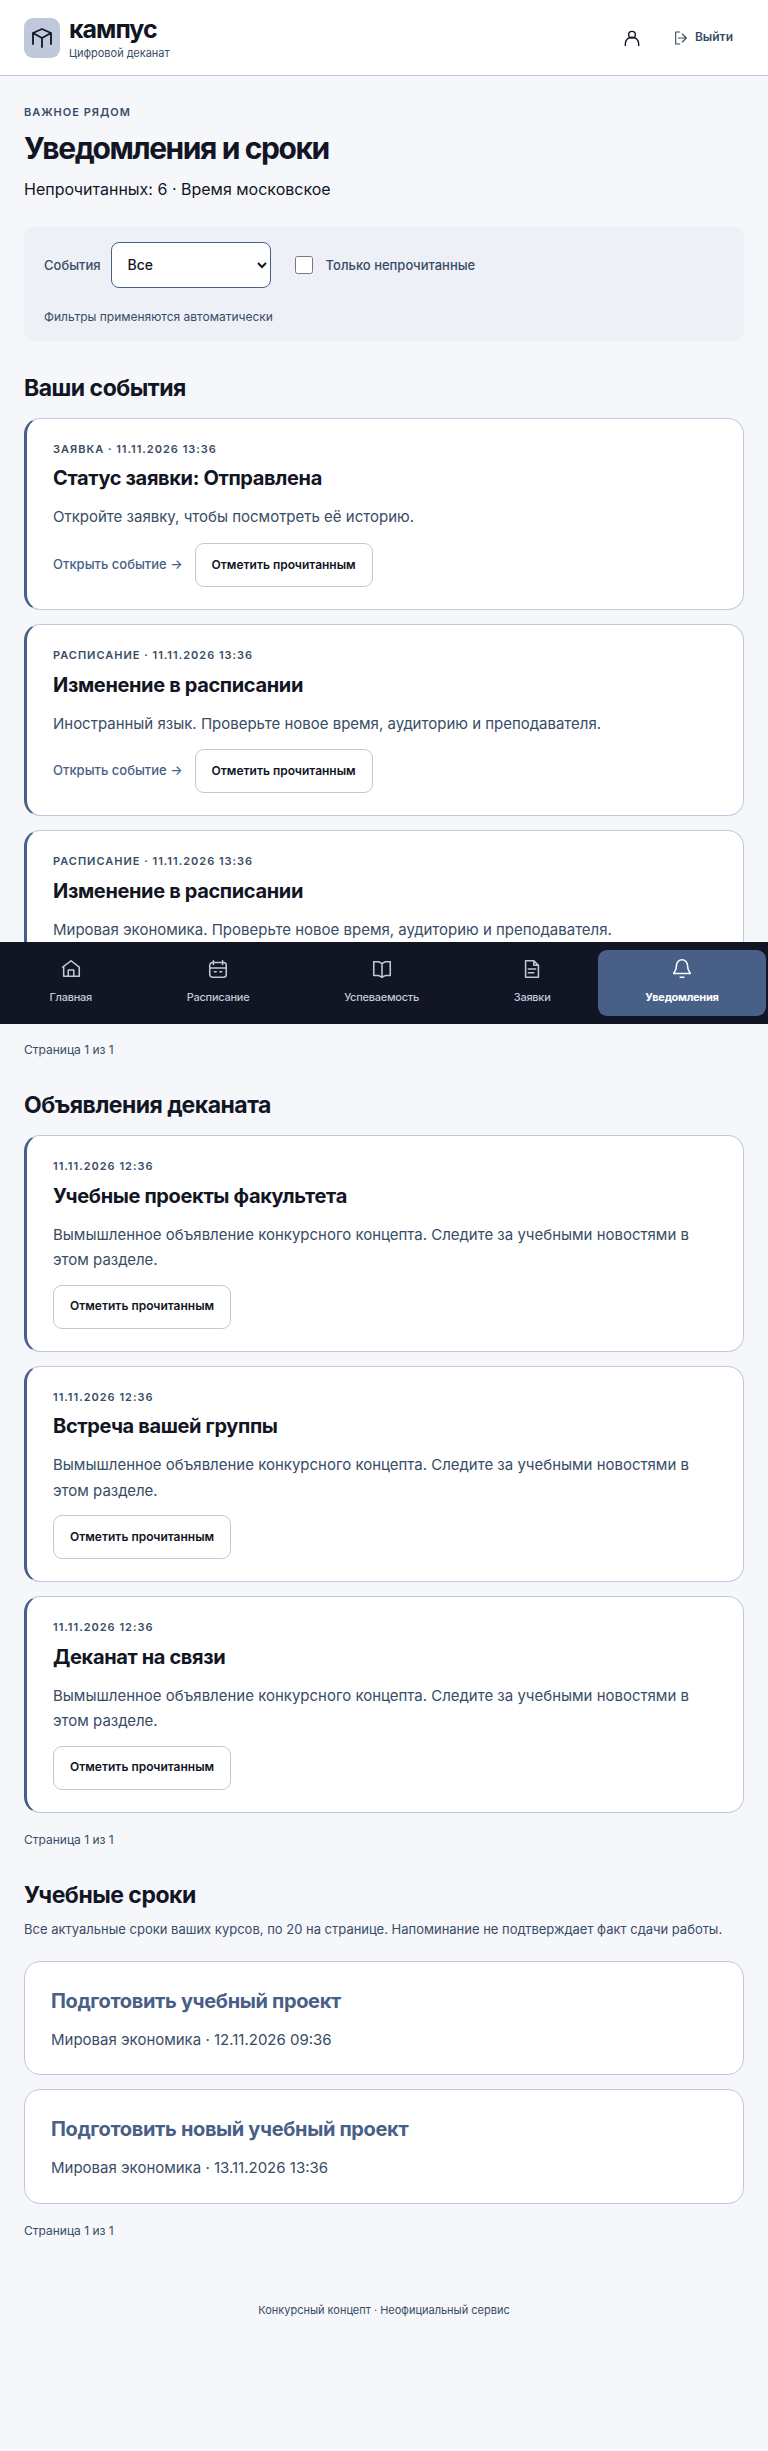 кампус
Цифровой деканат
Выйти
ВАЖНОЕ РЯДОМ
Уведомления и сроки
Непрочитанных: 6 · Время московское
События
Все
Только непрочитанные
Фильтры применяются автоматически
Ваши события
ЗАЯВКА · 11.11.2026 13:36
Статус заявки: Отправлена
Откройте заявку, чтобы посмотреть её историю.
Открыть событие →
Отметить прочитанным
РАСПИСАНИЕ · 11.11.2026 13:36
Изменение в расписании
Иностранный язык. Проверьте новое время, аудиторию и преподавателя.
Открыть событие →
Отметить прочитанным
РАСПИСАНИЕ · 11.11.2026 13:36
Изменение в расписании
Мировая экономика. Проверьте новое время, аудиторию и преподавателя.
Главная
Расписание
Успеваемость
Заявки
Уведомления
Страница 1 из 1
Объявления деканата
11.11.2026 12:36
Учебные проекты факультета
Вымышленное объявление конкурсного концепта. Следите за учебными новостями в
этом разделе.
Отметить прочитанным
11.11.2026 12:36
Встреча вашей группы
Вымышленное объявление конкурсного концепта. Следите за учебными новостями в
этом разделе.
Отметить прочитанным
11.11.2026 12:36
Деканат на связи
Вымышленное объявление конкурсного концепта. Следите за учебными новостями в
этом разделе.
Отметить прочитанным
Страница 1 из 1
Учебные сроки
Все актуальные сроки ваших курсов, по 20 на странице. Напоминание не подтверждает факт сдачи работы.
Подготовить учебный проект
Мировая экономика · 12.11.2026 09:36
Подготовить новый учебный проект
Мировая экономика · 13.11.2026 13:36
Страница 1 из 1
Конкурсный концепт · Неофициальный сервис